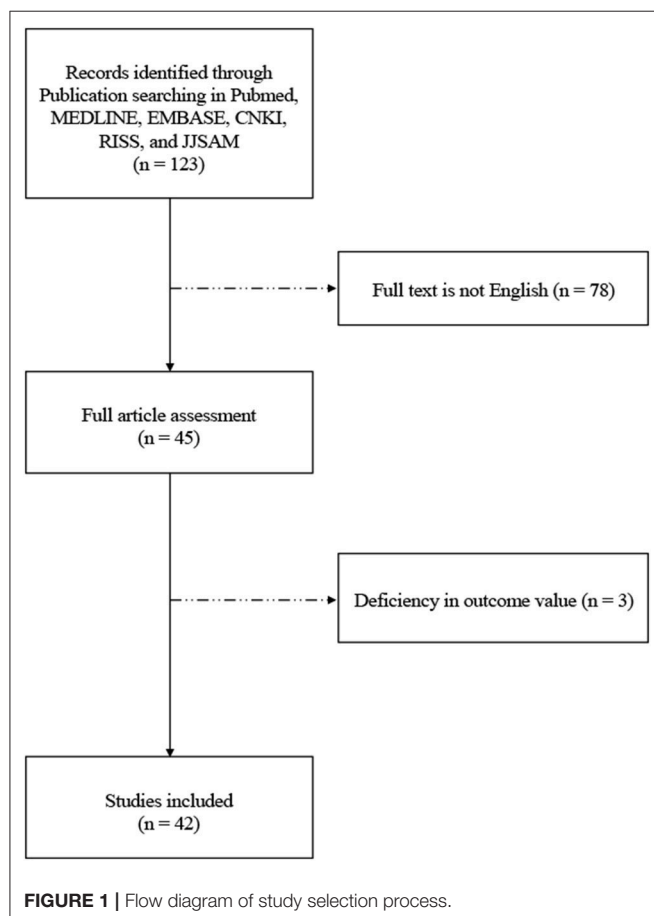 Records identified through
Publication searching in Pubmed,
MEDLINE, EMBASE, CNKI,
RISS, and JJSAM
(n = 123)
Full text is not English (n = 78)
Full article assessment
(n = 45)
Deficiency in outcome value (n = 3)
Studies included
(n = 42)
FIGURE 1 | Flow diagram of study selection process.